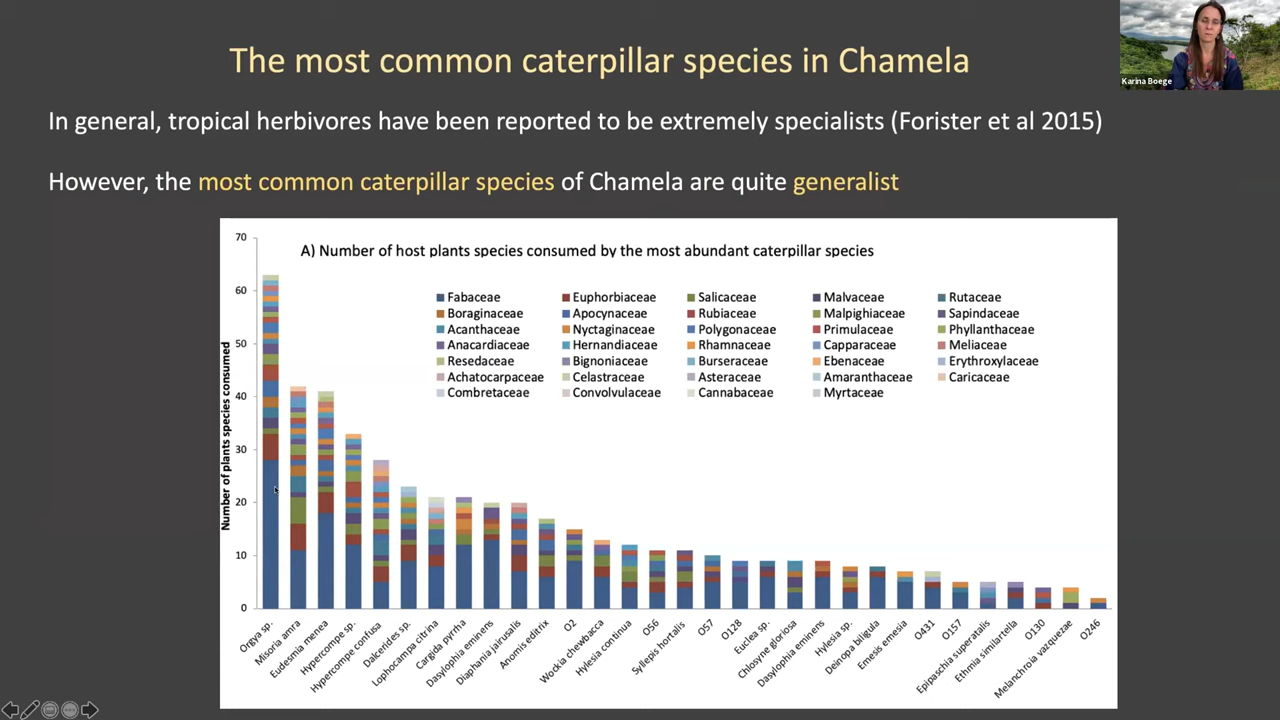 The most common caterpillar species in Chamela
Karina Boege
In general, tropical herbivores have been reported to be extremely specialists (Forister et al 2015)
However, the most common caterpillar species of Chamela are quite generalist
A) Number of host plants species consumed by the most abundant caterpillar species
Number of plants species consumed
70
60
50
40
30
20
10
0
Fabaceae Euphorbiaceae Salicaceae Malvaceae Rutaceae
Boraginaceae Apocynaceae Rubiaceae Malpighiaceae Sapindaceae
Acanthaceae Nyctaginaceae Polygonaceae Primulaceae Phyllanthaceae
Anacardiaceae Hernandiaceae Rhamnaceae Capparaceae Meliaceae
Resedaceae Bignoniaceae Burseraceae Ebenaceae Erythroxylaceae
Achatocarpaceae Celastraceae Asteraceae Amaranthaceae Caricaceae
Combretaceae Convolvulaceae Cannabaceae Myrtaceae
Orgya sp.
Misoria amra
Eudesmia menea
Hypercompe sp.
Hypercompe confusa
Dalcerides sp.
Lophocampa citrina
Cargida pyrrha
Dasylophia eminens
Diaphania jairusalis
Anomis editrix
O2
Wockia chewbacca
Hylesia continua
O56
Syllepis hortalis
O57
O128
Euclea sp.
Chlosyne gloriosa
Dasylophia eminens
Hylesia sp.
Deinopa biligula
Emesis emesia
O431
O157
Epipaschia superatalis
Ethmia similartella
O130
Melanchroia vazquezae
O246